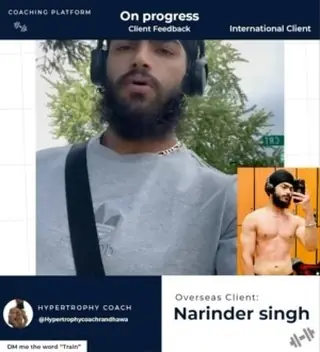 COACHING PLATFORM
On progress
Client Feedback
International Client
Overseas Client:
Narinder singh
HYPERTROPHY COACH
@Hypertrophycoachrandhawa
DM me the word "Train"